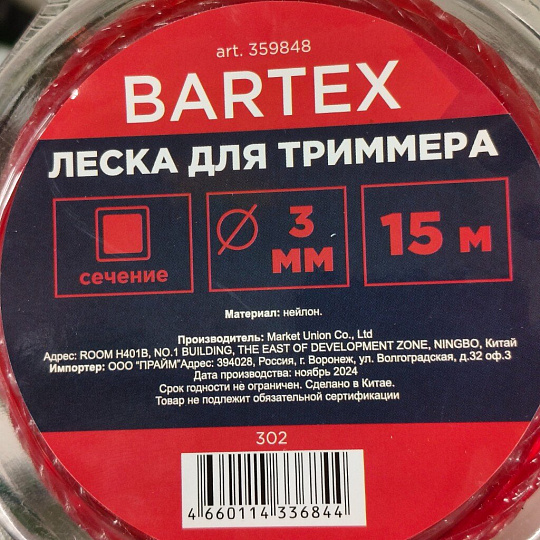 art. 359848
BARTEX
ЛЕСКА ДЛЯ ТРИММЕРА
сечение
3 мм
15 м
Материал: нейлон.
Производитель: Market Union Co., Ltd
Адрес: ROOM H401B, NO.1 BUILDING, THE EAST OF DEVELOPMENT ZONE, NINGBO, Китай
Импортер: ООО "ПРАЙМ"Адрес: 394028, Россия, г. Воронеж, ул. Волгоградская, д.32 оф.3
Дата производства: ноябрь 2024
Срок годности не ограничен. Сделано в Китае.
Товар не подлежит обязательной сертификации
302
4 660114 336844